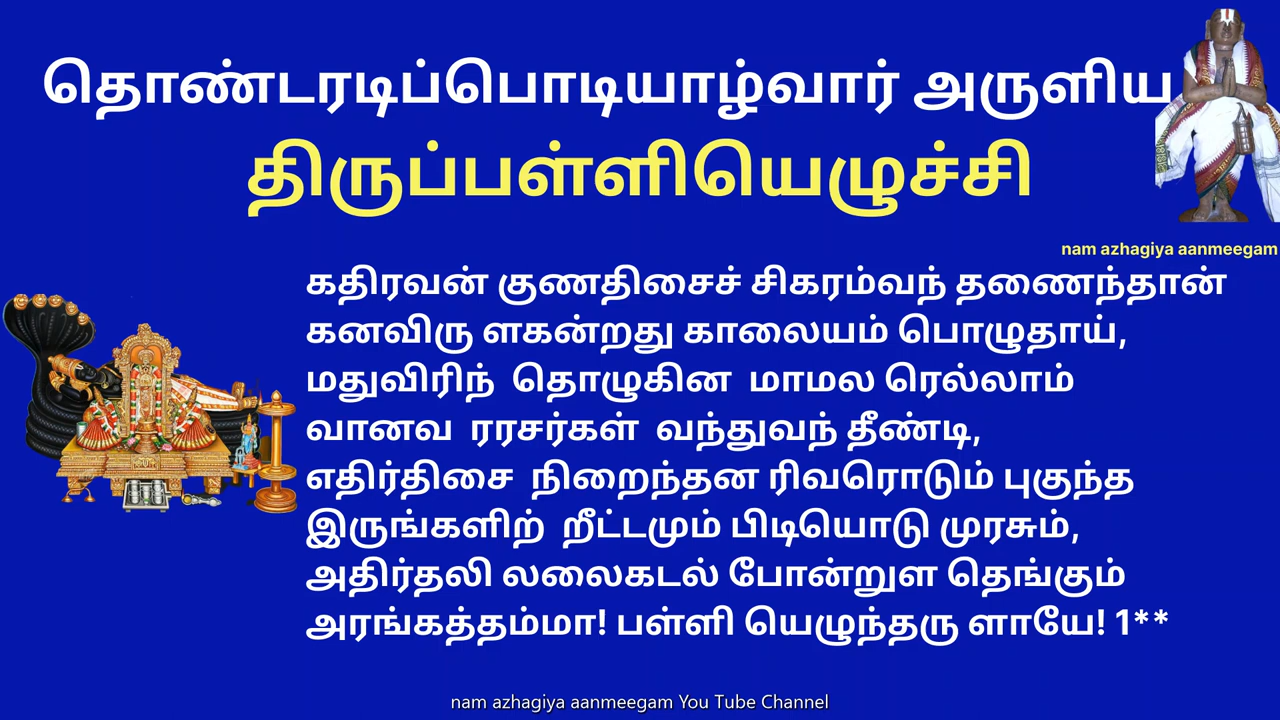 தொண்டரடிப்பொடியாழ்வார் அருளிய
திருப்பள்ளியெழுச்சி
nam azhagiya aanmeegam
கதிரவன் குணதிசைச் சிகரம்வந் தணைந்தான்
கனவிரு ளகன்றது காலையம் பொழுதாய்,
மதுவிரிந் தொழுகின மாமல ரெல்லாம்
வானவ ரரசர்கள் வந்துவந் தீண்டி,
எதிர்திசை நிறைந்தன ரிவரொடும் புகுந்த
இருங்களிற் றீட்டமும் பிடியொடு முரசும்,
அதிர்தலி லலைகடல் போன்றுள தெங்கும்
அரங்கத்தம்மா! பள்ளி யெழுந்தரு ளாயே! 1**
nam azhagiya aanmeegam You Tube Channel